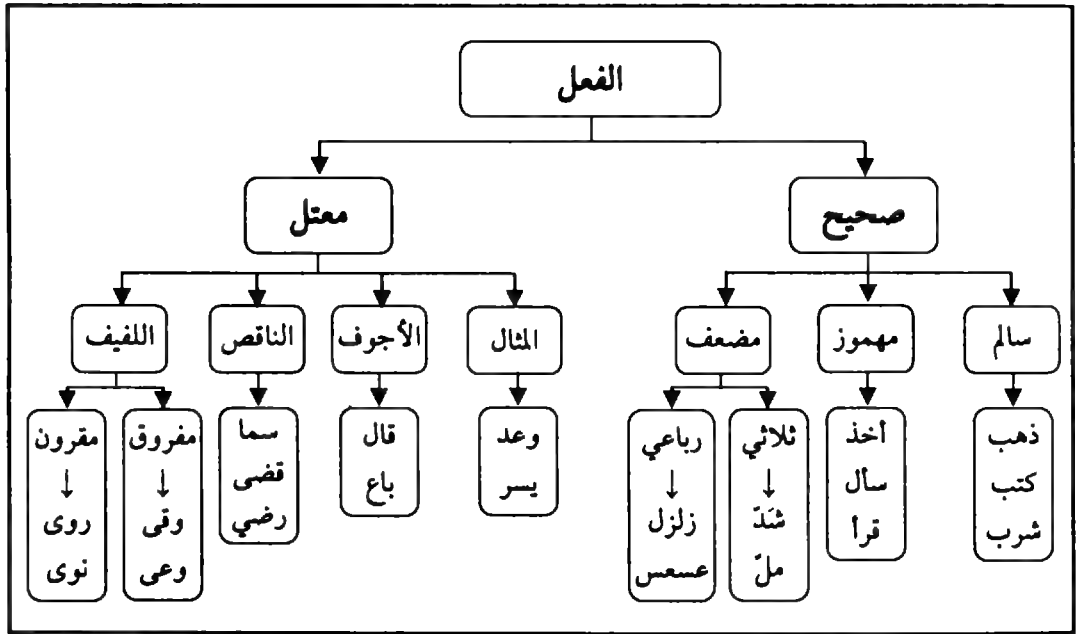 الفعل
صحيح
معتل
سالم
مهموز
مضعف
المثال
الأجوف
الناقص
اللفيف
ذهب
كتب
شرب
أخذ
سأل
قرأ
ثلاثي
↓
شَدّ
ملّ
رباعي
↓
زلزل
عسعس
وعد
يسر
قال
باع
سما
قضى
رضي
مفروق
↓
وقى
وعى
مقرون
↓
روى
نوى